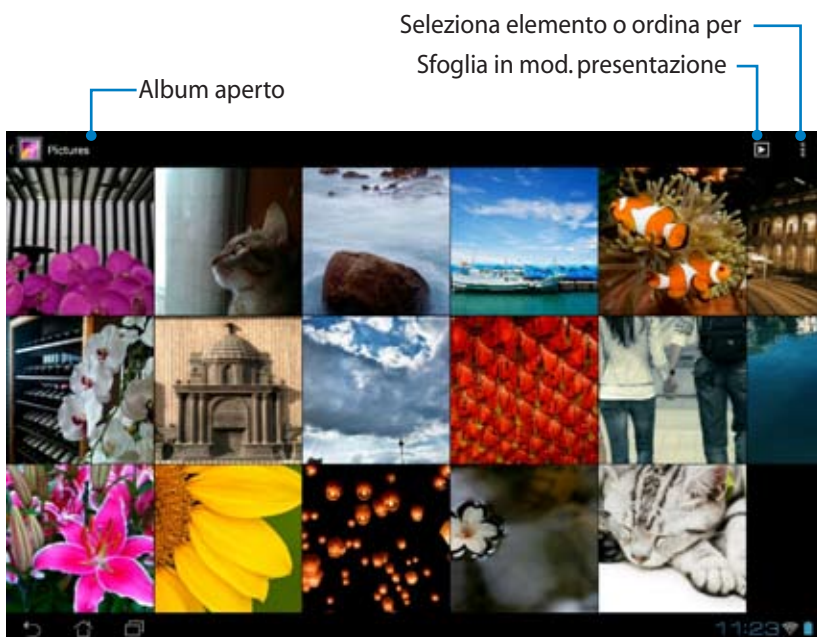 Seleziona elemento o ordina per
Sfoglia in mod. presentazione
Album aperto
Pictures
11:23